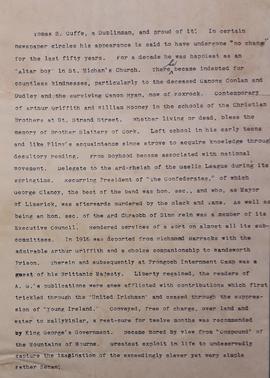 Tomas S. Cuffe, a Dublinman, and proud of it! In certain
newspaper circles his appearance is said to have undergone "no change"
for the last fifty years. For a decade he was happiest as an
"altar boy" in St. Michan's Church. There became indebted for
countless kindnesses, particularly to the deceased Canons Conlan and
Dudley and the surviving Canon Ryan, now of Foxrock. Contemporary
of Arthur Griffith and William Rooney in the schools of the Christian
Brothers at St. Strand Street. Whether living or dead, bless
the memory of Brother Slattery of Cork. Left school in his early teens
and like Pliny's acquaintance since strove to acquire knowledge through
desultory reading. From boyhood became associated with national
movement. Delegate to the ard-fheis of the Gaelic League during its
springtime. Recurring President of "The Confederates," of which
George Clancy, the best of the band was hon. sec., and who, as Mayor
of Limerick, was afterwards murdered by the Black and Tans. As well as
being an hon. sec. of the ard Chraobh of Sinn Fein was a member of its
Executive Council. Rendered services of a sort on almost all its sub-
committees. In 1916 was deported from Richmond Barracks with the
admirable Arthur Griffith and a choice companionship to Wandsworth
Prison. Therein and subsequently at Frongoch Internment Camp was a
guest of his Brittanic Majesty. Liberty regained, the readers of
A. G.'s publications were anew afflicted with contributions which first
trickled through the 'United Irishman' and ceased through the suppres-
sion of 'Young Ireland.' Conveyed, free of charge, over land and
water to Ballykinlar, a rest-cure for twelve months was recommended
by King George's Government. Became bored by view from "Compound" of
the Mountains of Mourne. Greatest exploit in life to undeservedly
capture the imagination of the exceedingly clever yet very simple
Father Senan.